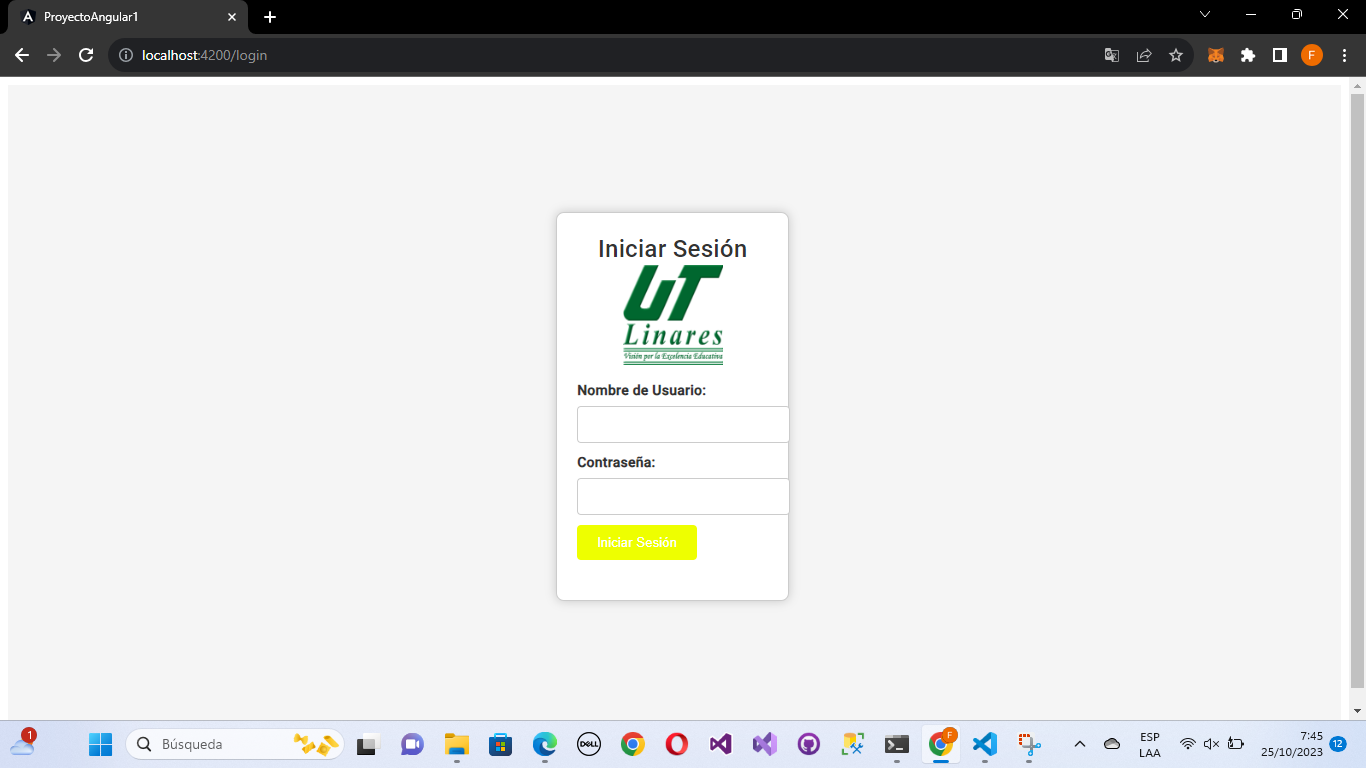 ProyectoAngular1
localhost:4200/login
F
Iniciar Sesión
UT
Linares
Visión por la Excelencia Educativa
Nombre de Usuario:
Contraseña:
Iniciar Sesión
1
Búsqueda
DELL
F
ESP
LAA
7:45
25/10/2023
12